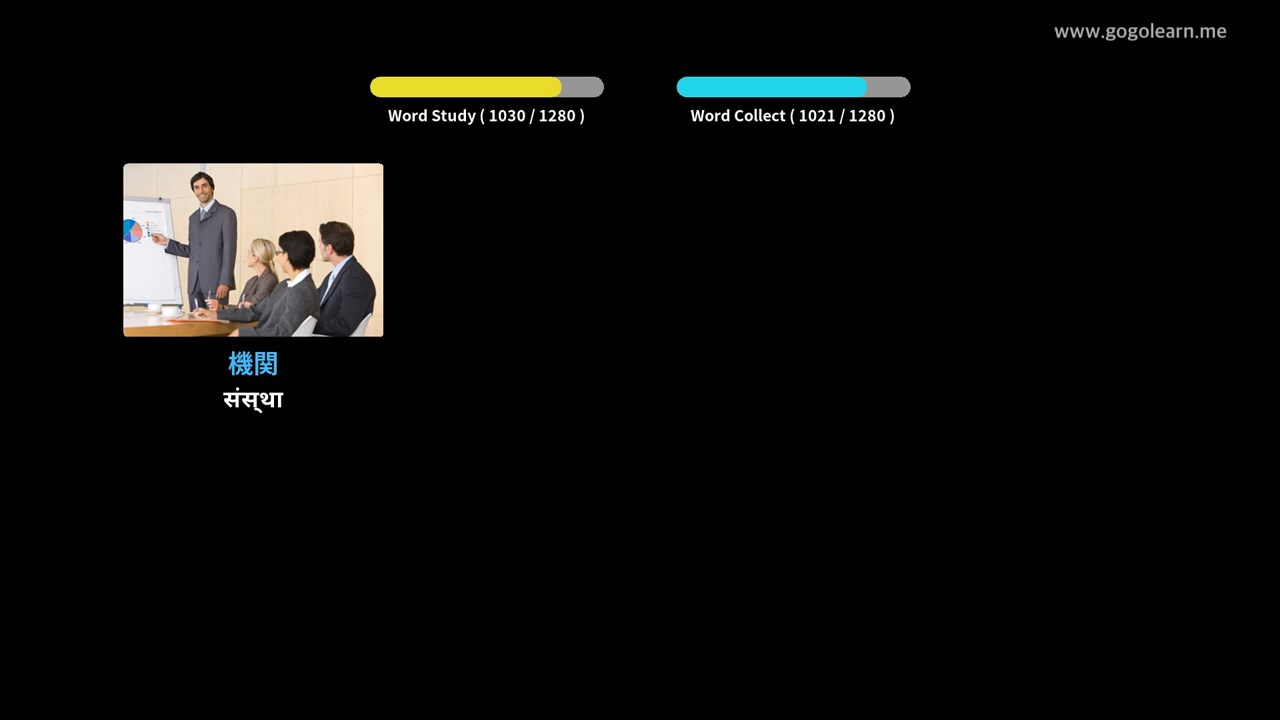 www.gogolearn.me
Word Study ( 1030 / 1280 )
Word Collect ( 1021 / 1280 )
機関
संस्था